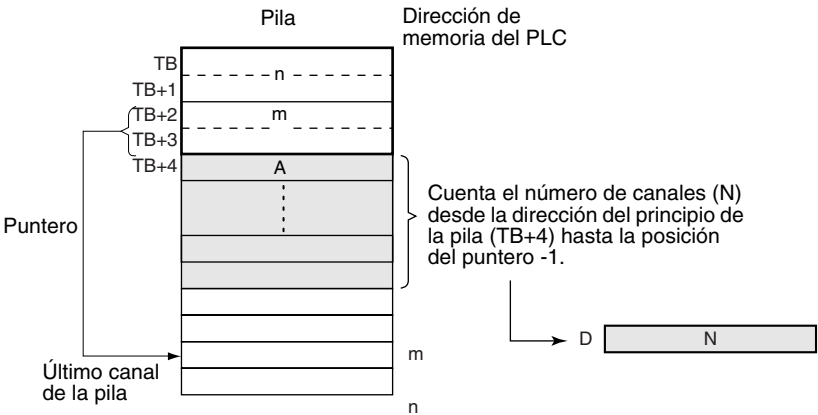 Pila
Dirección de
memoria del PLC
TB
n
TB+1
TB+2
m
TB+3
TB+4
A
Puntero
Cuenta el número de canales (N)
desde la dirección del principio de
la pila (TB+4) hasta la posición
del puntero -1.
D
N
m
Último canal
de la pila
n